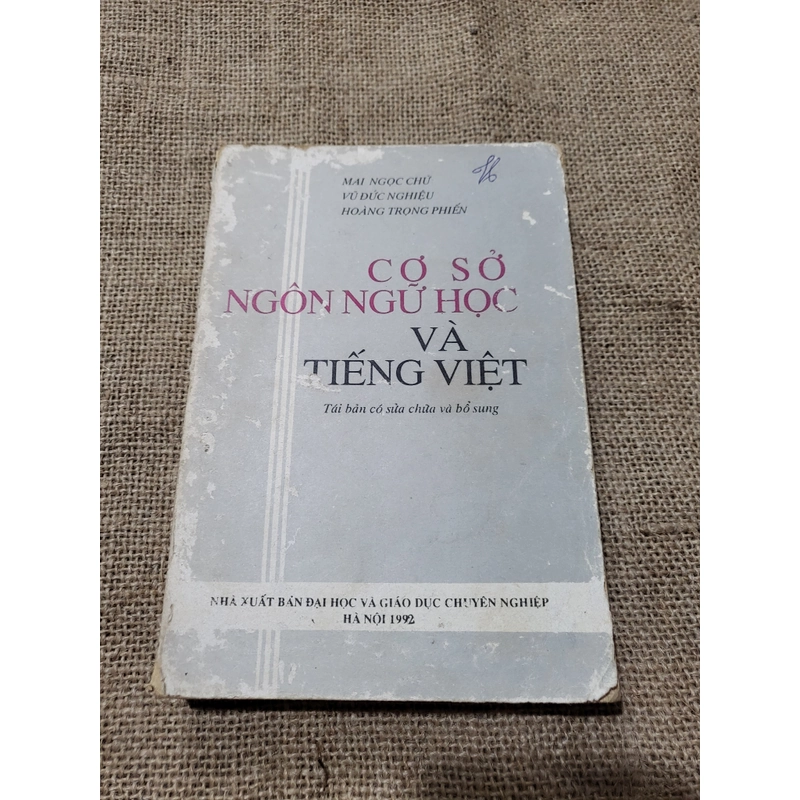 MAI NGỌC CHỪ
VŨ ĐỨC NGHIỆU
HOÀNG TRỌNG PHIẾN
CƠ SỞ
NGÔN NGỮ HỌC
VÀ
TIẾNG VIỆT
Tái bản có sửa chữa và bổ sung
NHÀ XUẤT BẢN ĐẠI HỌC VÀ GIÁO DỤC CHUYÊN NGHIỆP
HÀ NỘI 1992